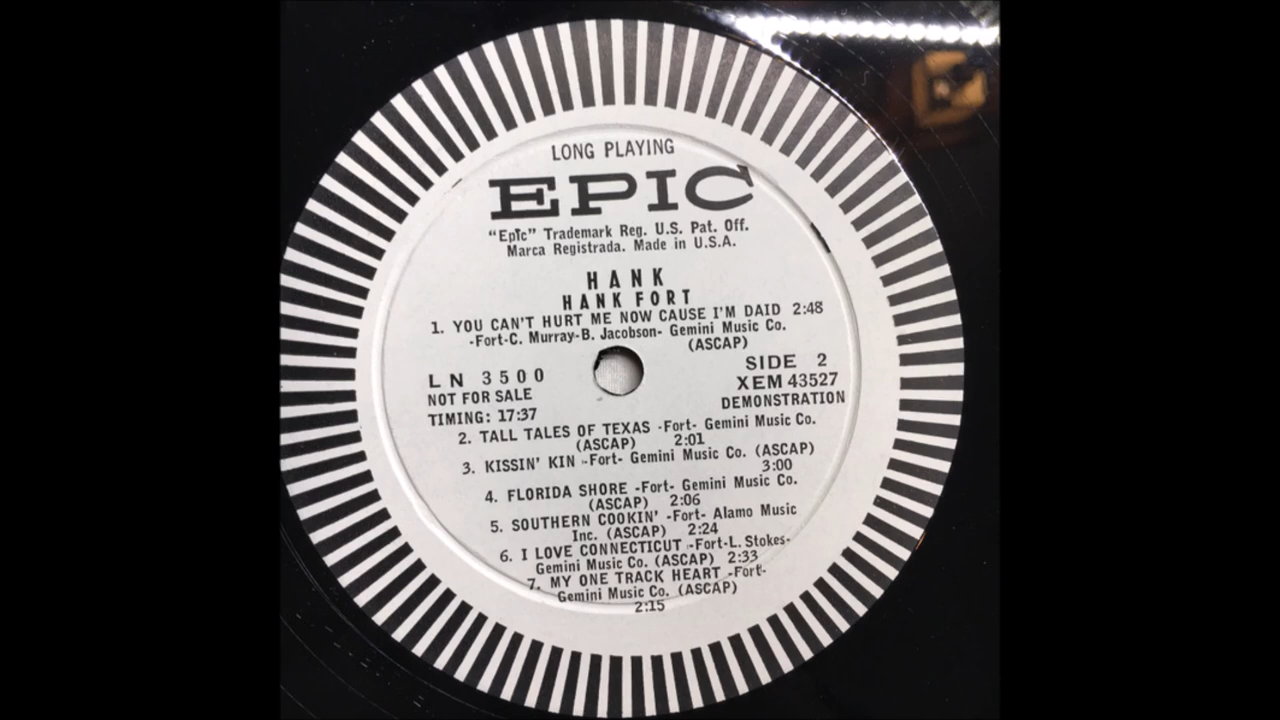 LONG PLAYING
EPIC
"Epic" Trademark Reg. U.S. Pat. Off.
Marca Registrada. Made in U.S.A.
HANK
HANK FORT
1. YOU CAN'T HURT ME NOW CAUSE I'M DAID 2:48
-Fort-C. Murray-B. Jacobson- Gemini Music Co.
(ASCAP)
LN 3500
NOT FOR SALE
TIMING: 17:37
SIDE 2
XEM 43527
DEMONSTRATION
2. TALL TALES OF TEXAS -Fort- Gemini Music Co.
(ASCAP) 2:01
3. KISSIN' KIN -Fort- Gemini Music Co. (ASCAP)
3:00
4. FLORIDA SHORE -Fort- Gemini Music Co.
(ASCAP) 2:06
5. SOUTHERN COOKIN' -Fort- Alamo Music
Inc. (ASCAP) 2:24
6. I LOVE CONNECTICUT -Fort-L. Stokes-
Gemini Music Co. (ASCAP) 2:33
7. MY ONE TRACK HEART -Fort-
Gemini Music Co. (ASCAP)
2:15